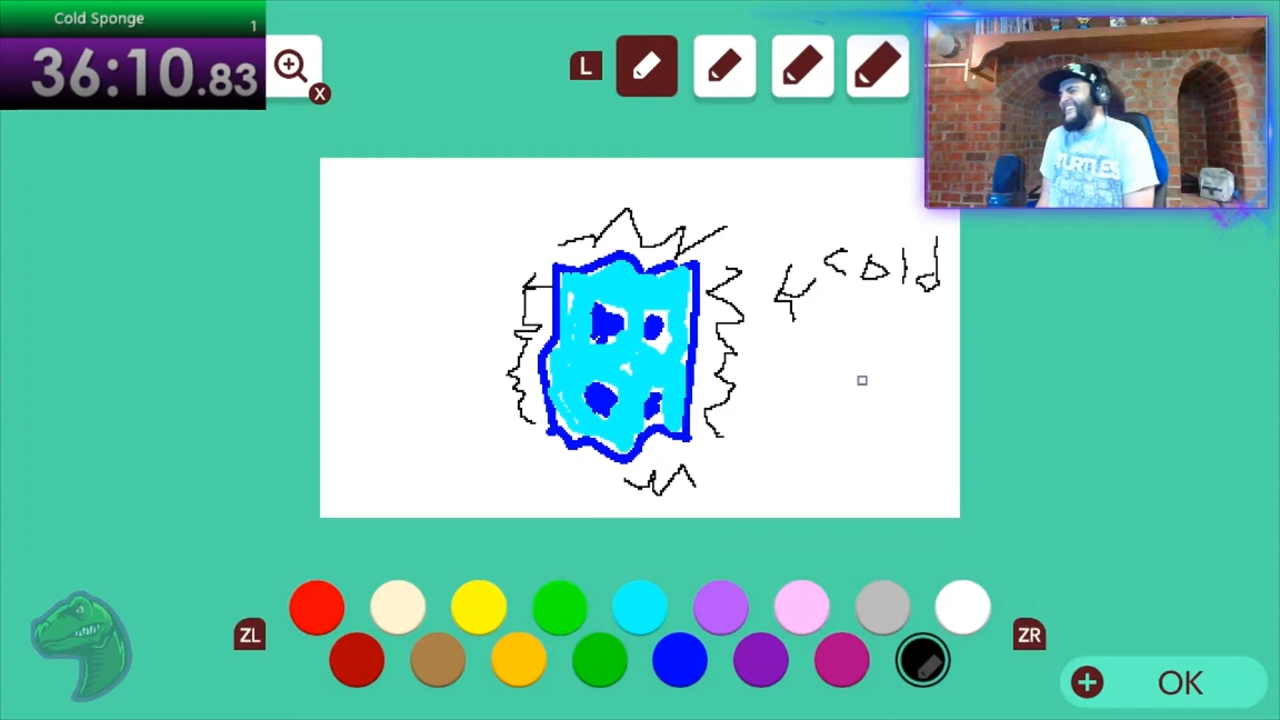 Cold Sponge
1
36:10.83
X
L
TURTLES
cold
ZL
ZR
+ OK